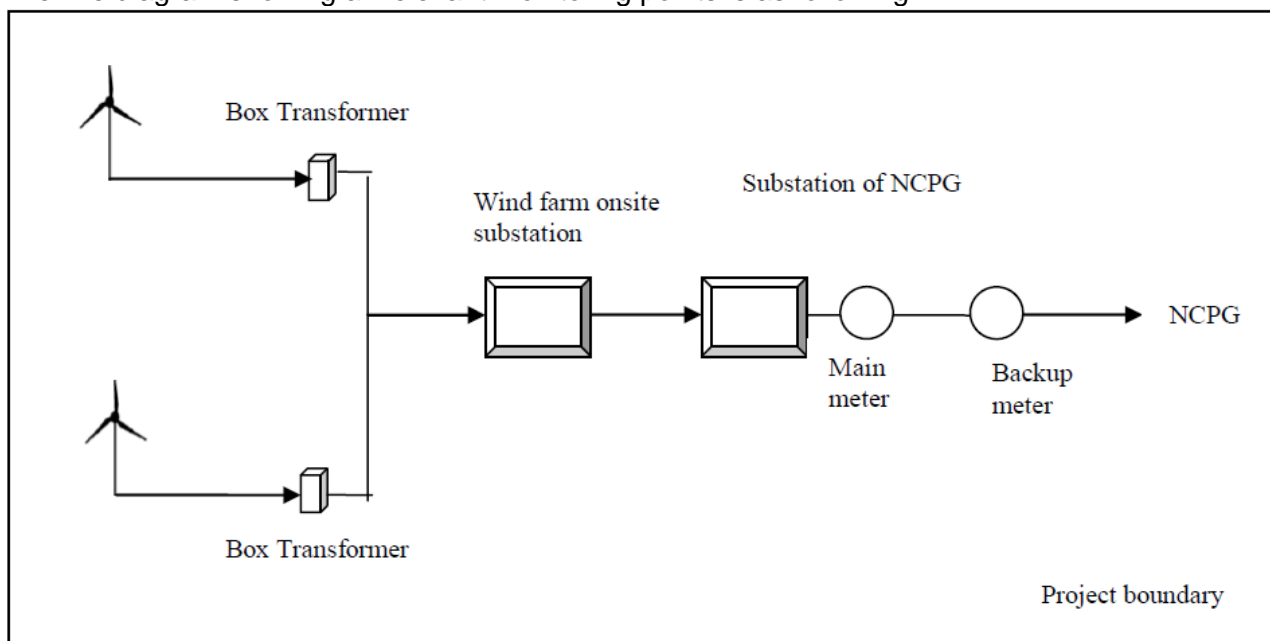 Box Transformer
Substation of NCPG
Wind farm onsite
substation
NCPG
Main
meter
Backup
meter
Box Transformer
Project boundary